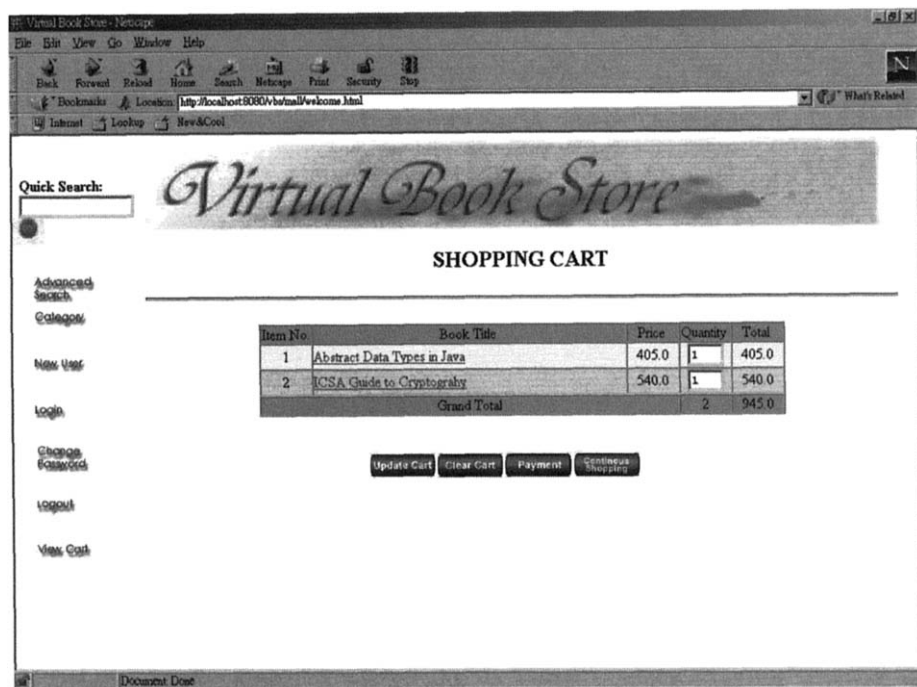 Virtual Book Store - Netscape
File Edit View Go Window Help
Back Forward Reload Home Search Netscape Print Security Stop
Bookmarks Location: http://localhost:8080/vbs/mall/welcome.html What's Related
Internet Lookup New&Cool
Quick Search:
Virtual Book Store
SHOPPING CART
Advanced
Search
Category
New User
Login
Change
Password
Logout
View Cart
Item No. Book Title Price Quantity Total
1 Abstract Data Types in Java 405.0 1 405.0
2 ICSA Guide to Cryptograhy 540.0 1 540.0
Grand Total 2 945.0
Update Cart Clear Cart Payment Continous
Shopping
Document: Done